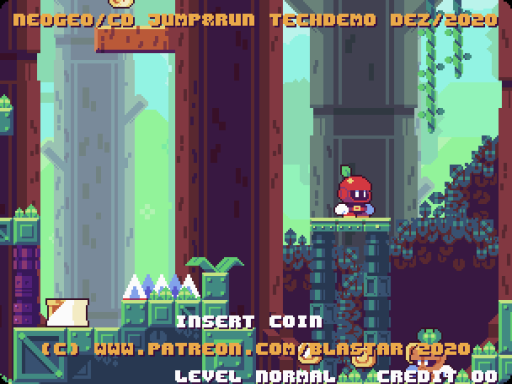 NEOGEO/CD JUMP&RUN TECHDEMO DEZ/2020
INSERT COIN
(C) WWW.PATREON.COM/BLASTAR 2020
LEVEL NORMAL CREDIT 00